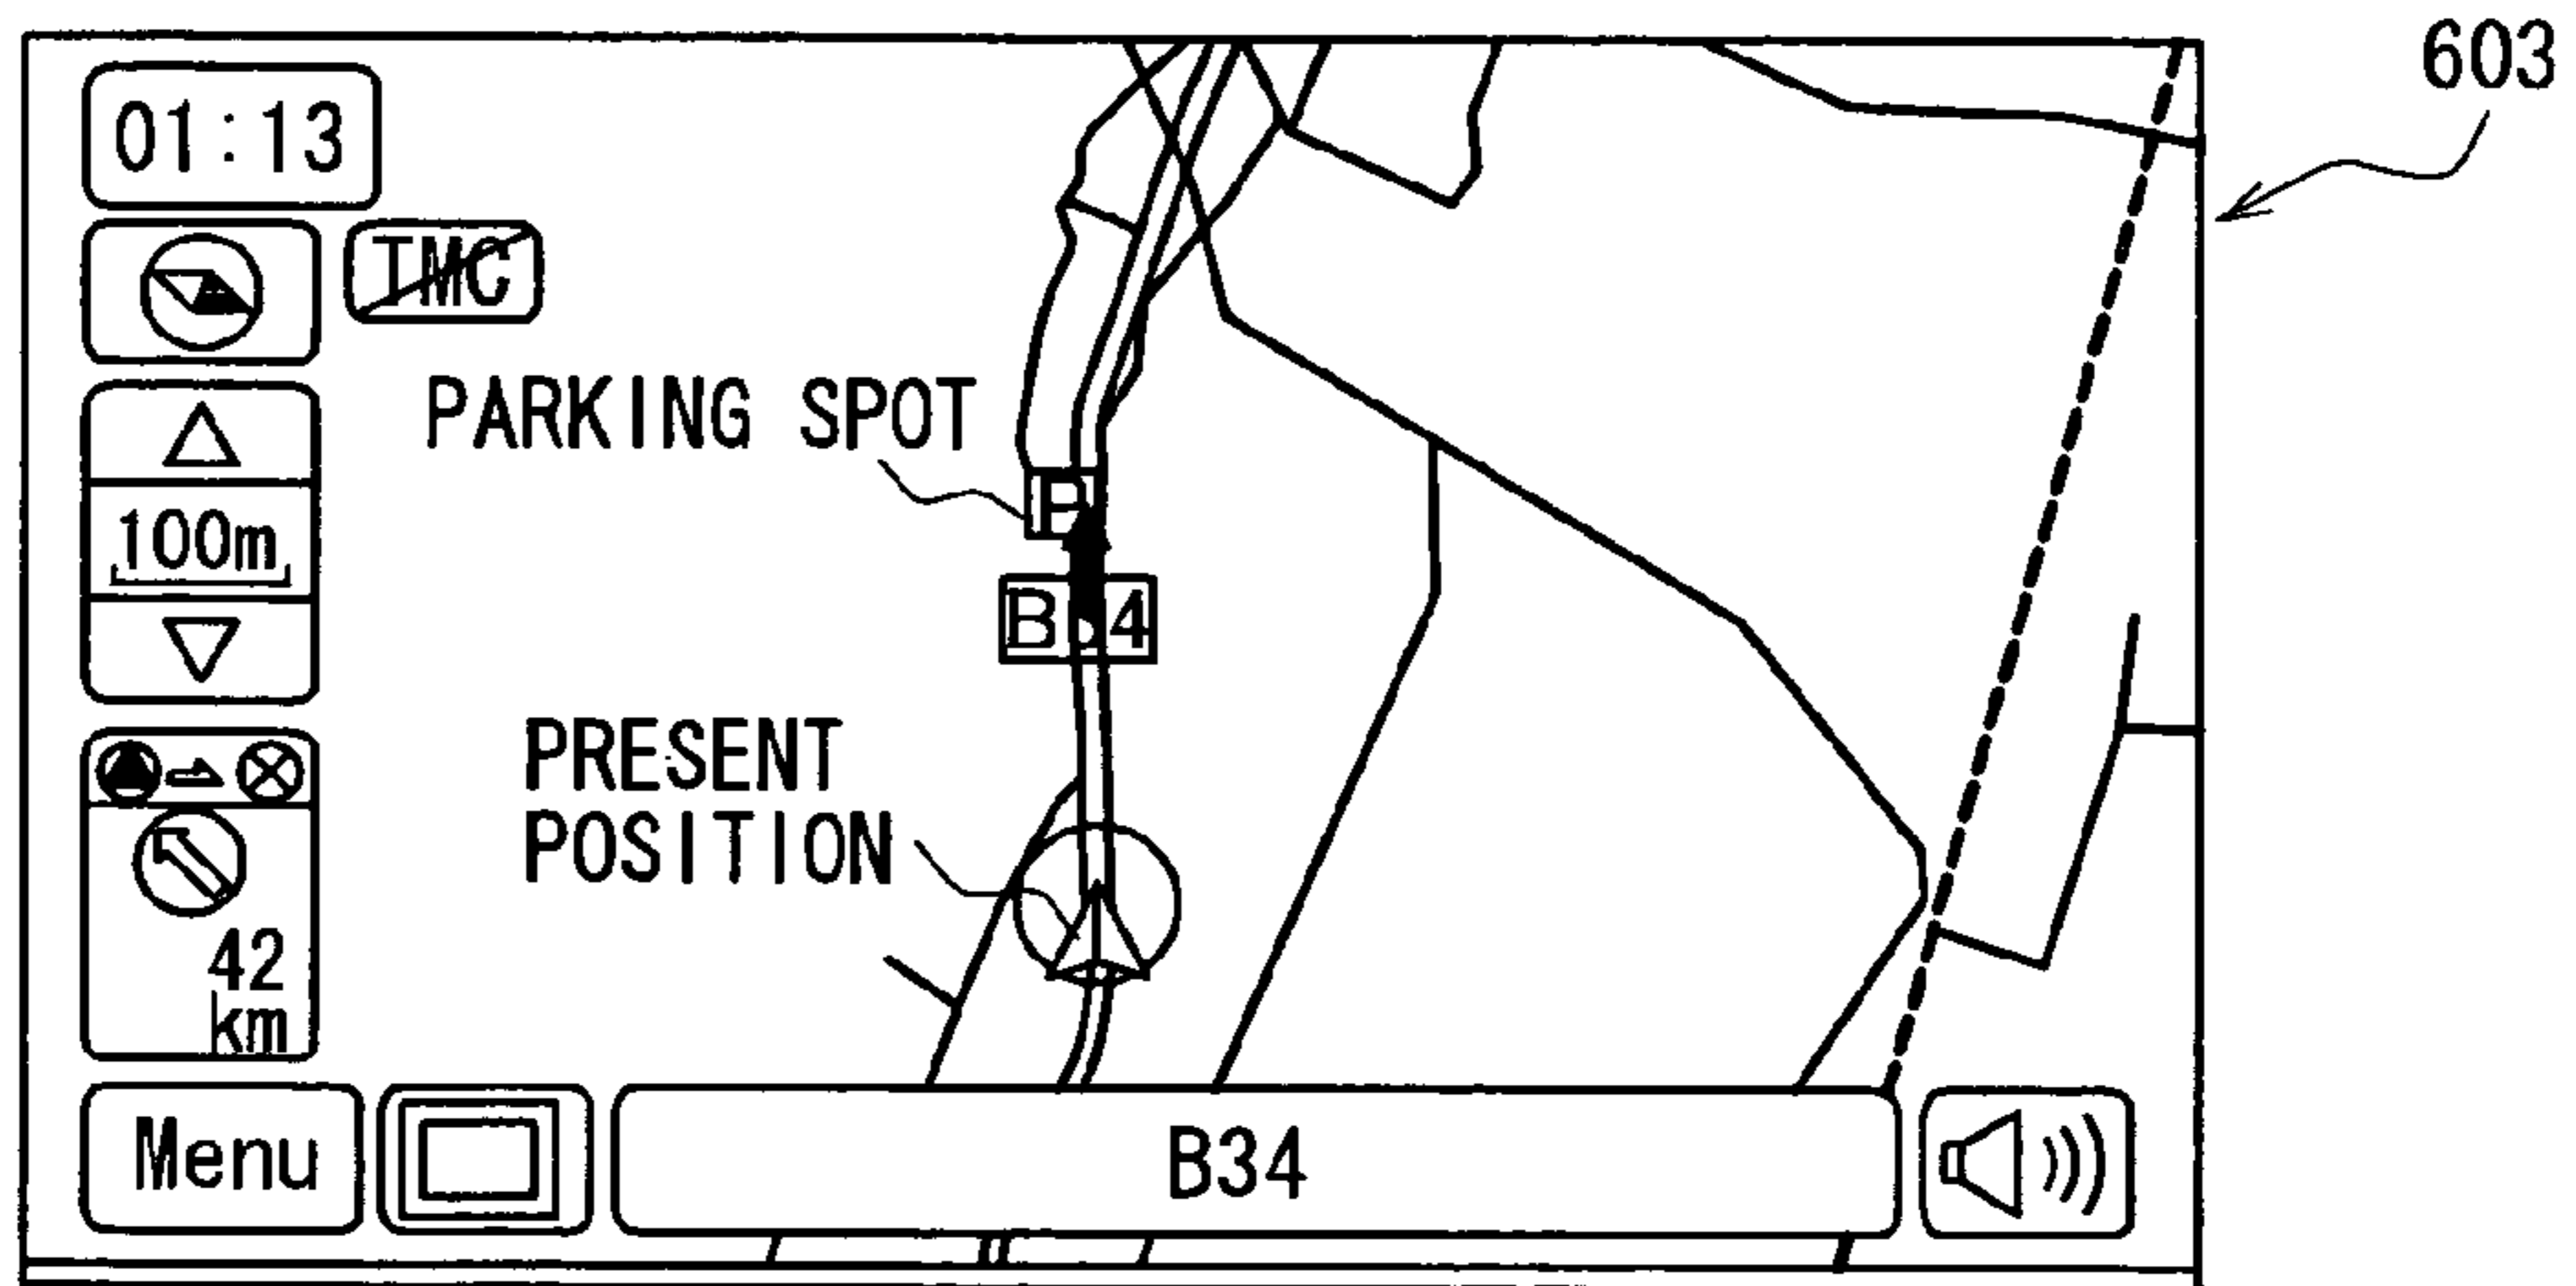 603
01:13
TMC
PARKING SPOT
100m
P
B34
PRESENT
POSITION
42
km
Menu
B34